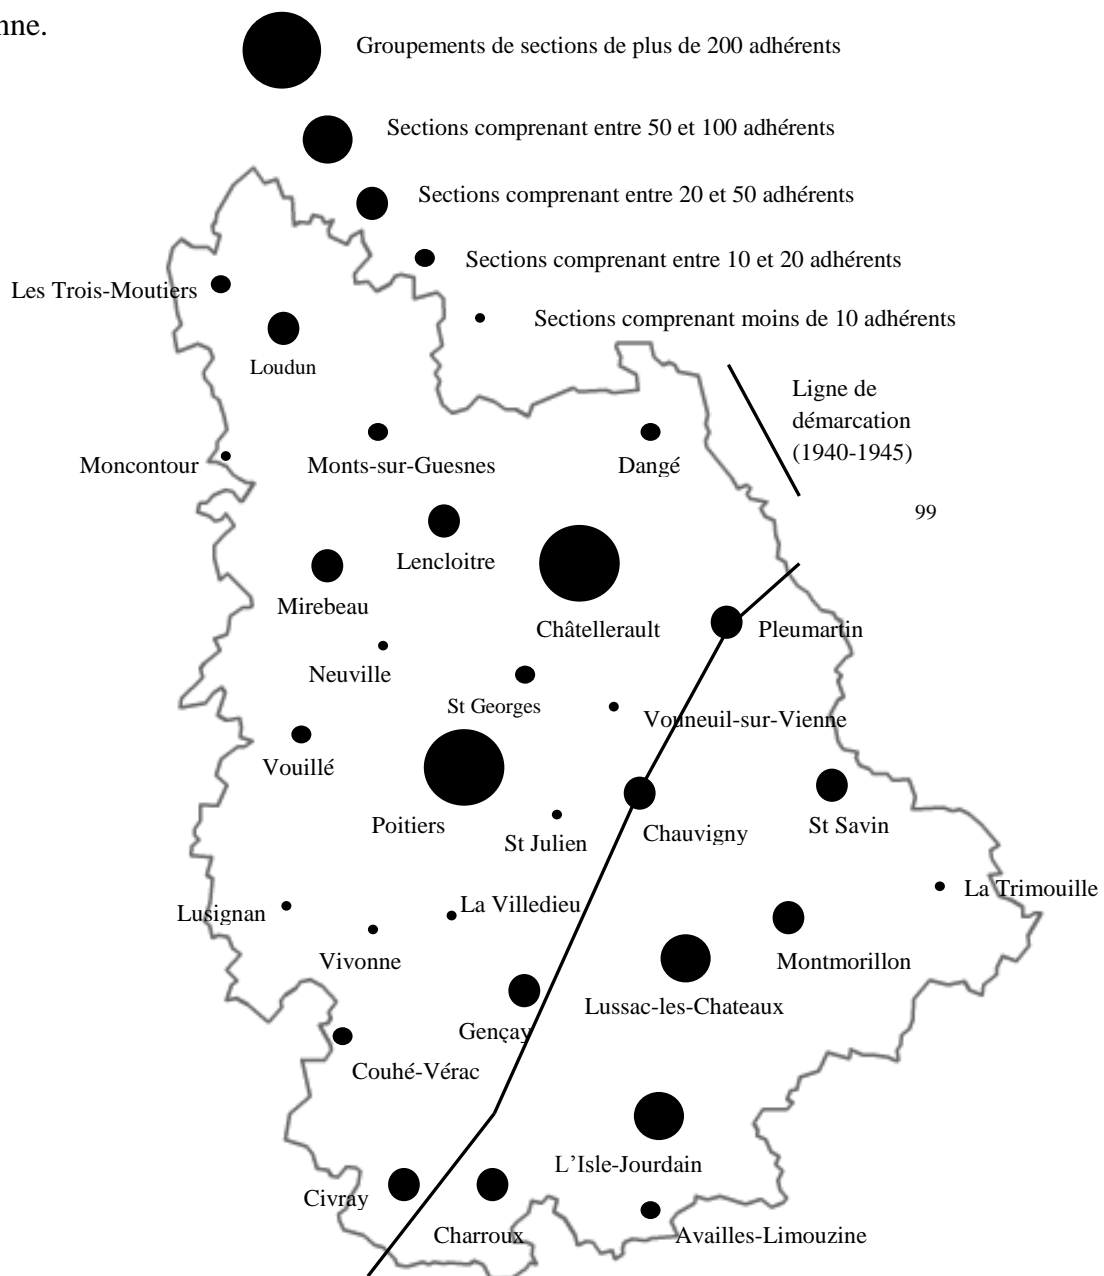 nne.
Groupements de sections de plus de 200 adhérents
Sections comprenant entre 50 et 100 adhérents
Sections comprenant entre 20 et 50 adhérents
Sections comprenant entre 10 et 20 adhérents
Les Trois-Moutiers
Sections comprenant moins de 10 adhérents
Loudun
Ligne de
démarcation
(1940-1945)
Moncontour
Monts-sur-Guesnes
Dangé
99
Lencloitre
Mirebeau
Châtellerault
Pleumartin
Neuville
St Georges
Vouneuil-sur-Vienne
Vouillé
Poitiers
St Julien
Chauvigny
St Savin
La Trimouille
Lusignan
La Villedieu
Vivonne
Montmorillon
Lussac-les-Chateaux
Gençay
Couhé-Vérac
L'Isle-Jourdain
Civray
Charroux
Availles-Limouzine